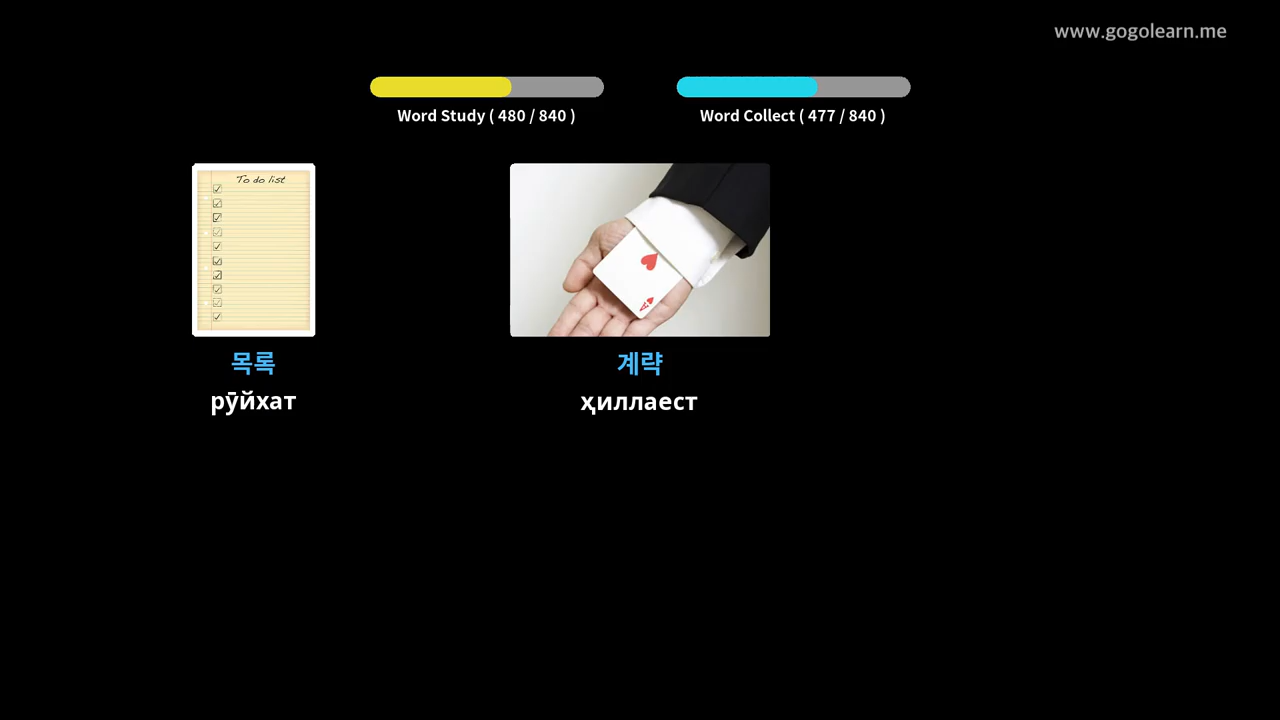 www.gogolearn.me
Word Study ( 480 / 840 )
Word Collect ( 477 / 840 )
To do list
목록
계략
рӯйхат
ҳиллаест